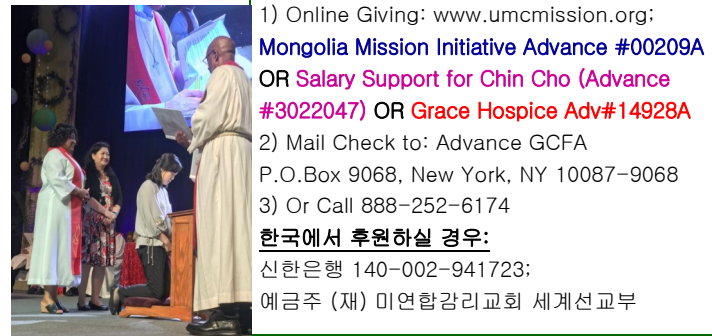 1) Online Giving: www.umcmission.org;
Mongolia Mission Initiative Advance #00209A
OR Salary Support for Chin Cho (Advance
#3022047) OR Grace Hospice Adv#14928A
2) Mail Check to: Advance GCFA
P.O.Box 9068, New York, NY 10087-9068
3) Or Call 888-252-6174
한국에서 후원하실 경우:
신한은행 140-002-941723;
예금주 (재) 미연합감리교회 세계선교부